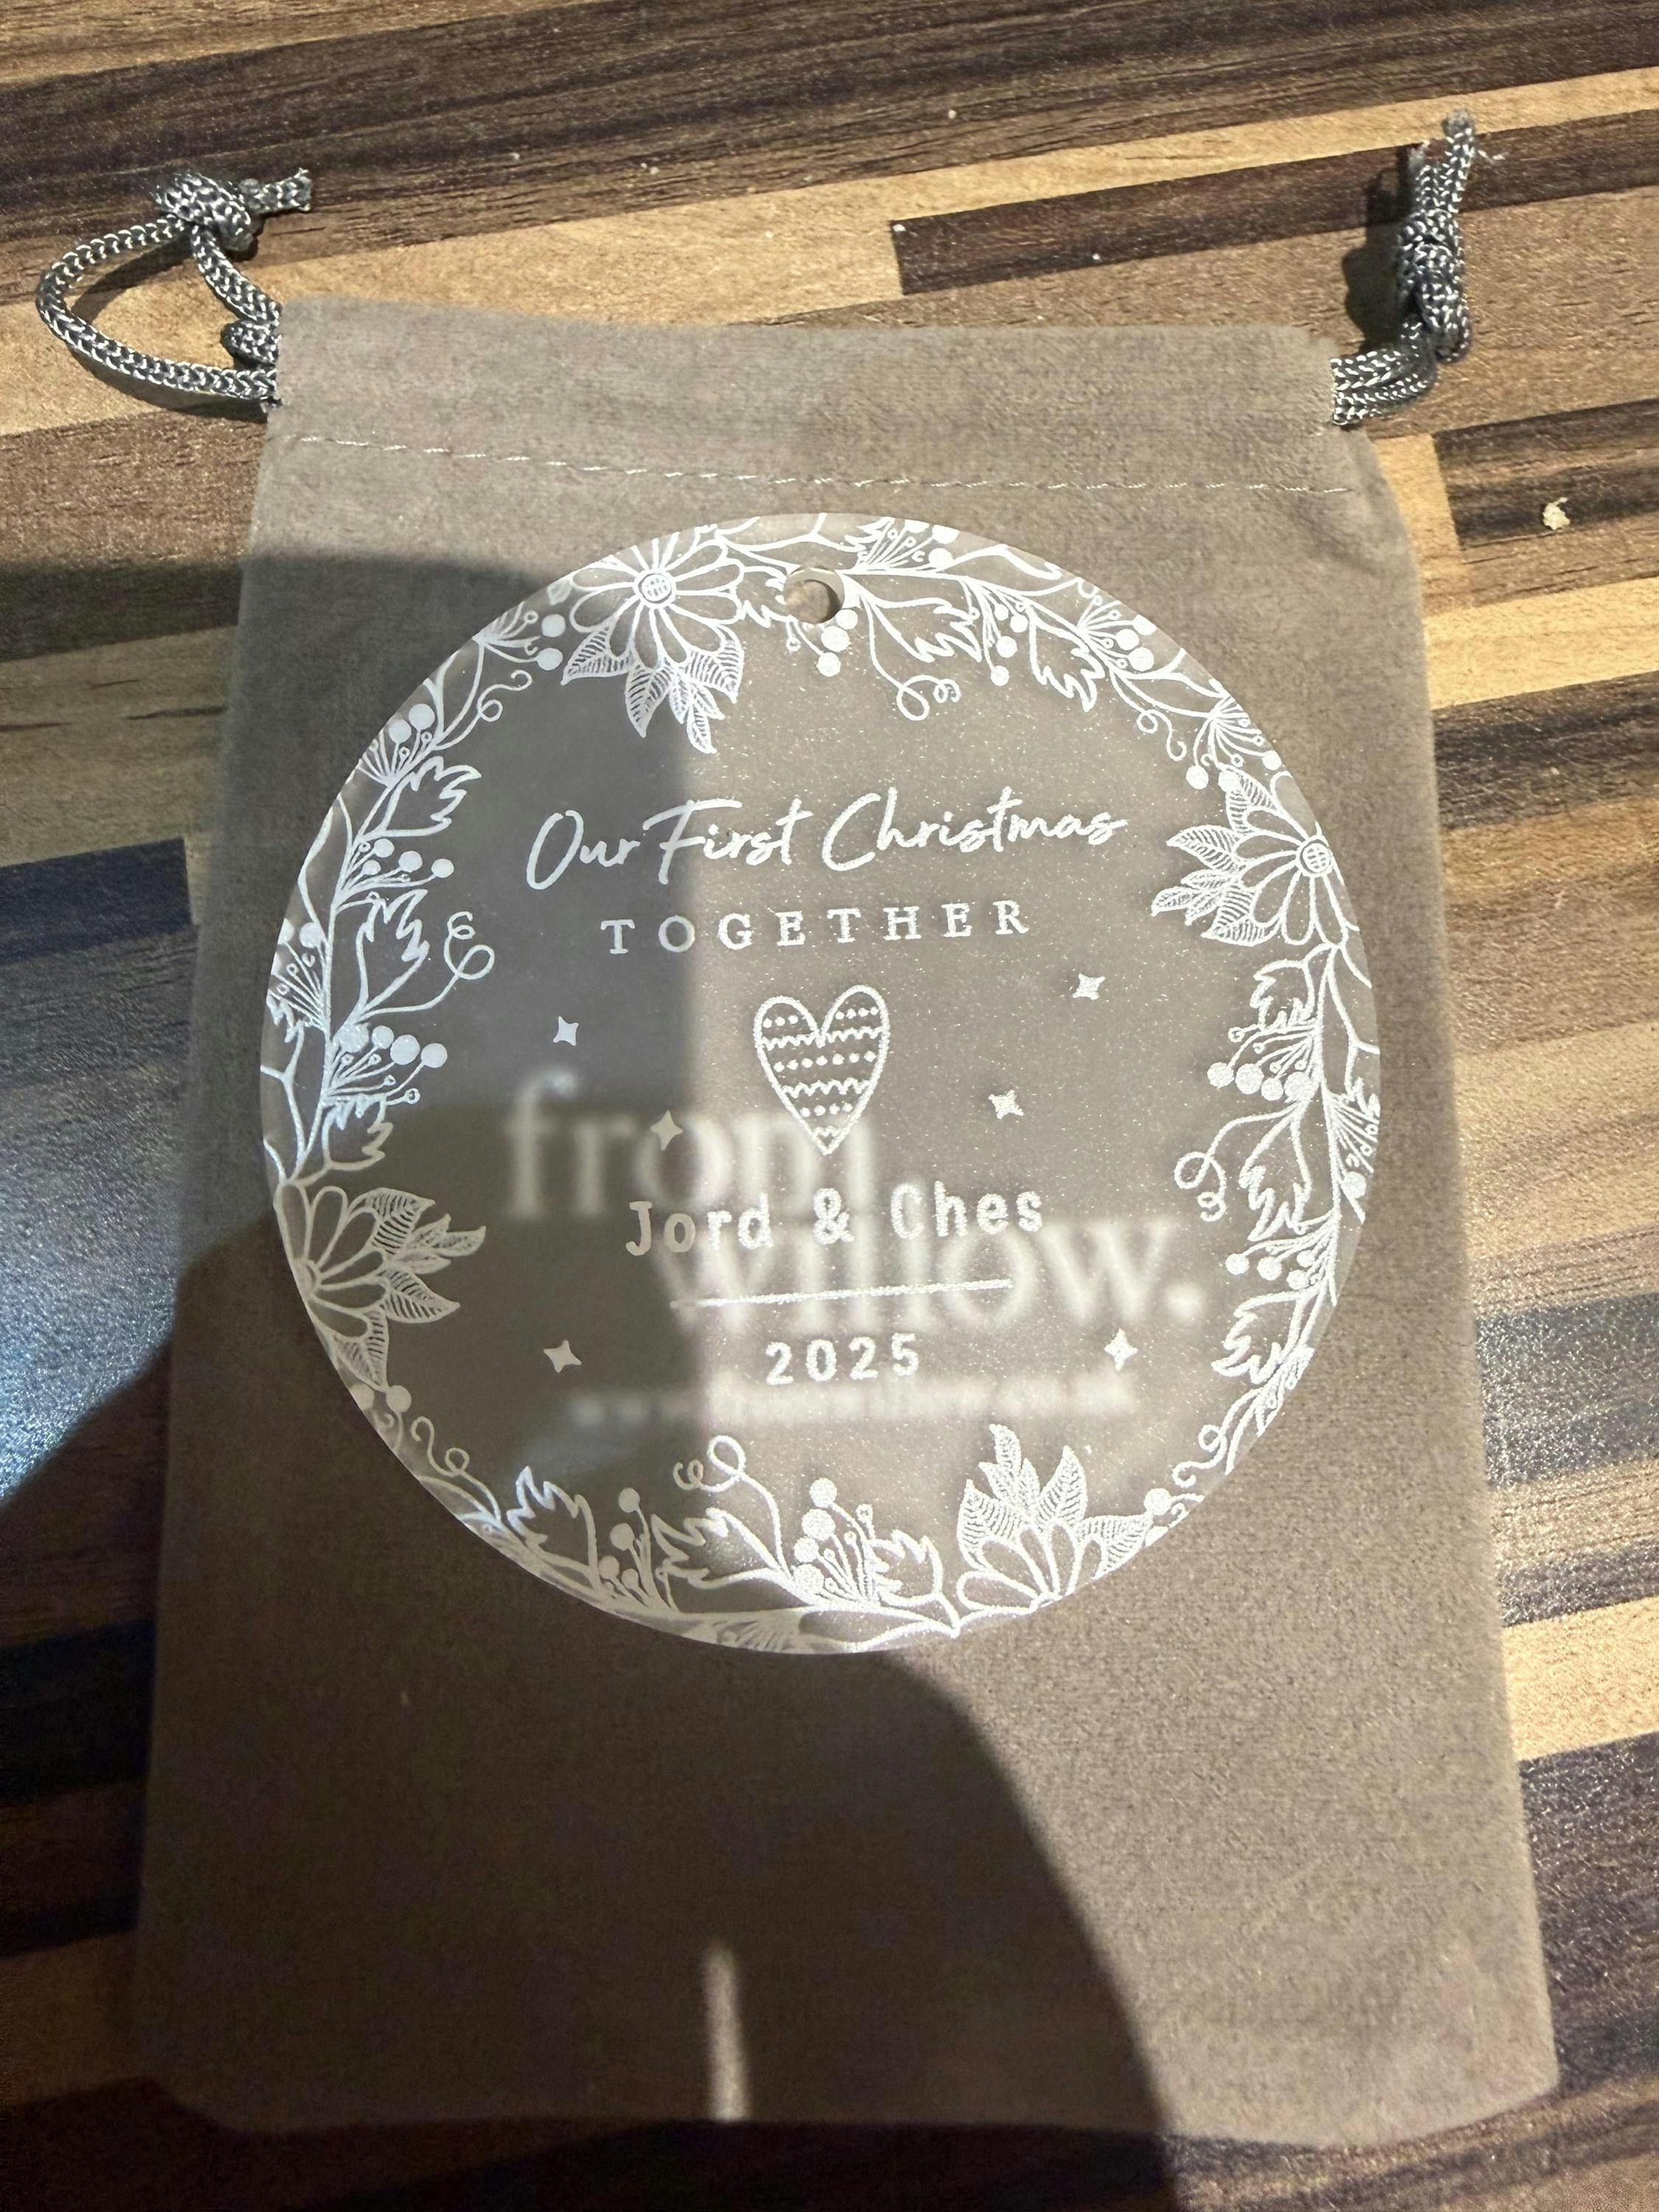 Our First Christmas
TOGETHER
from
Jord & Ches
willow.
2025